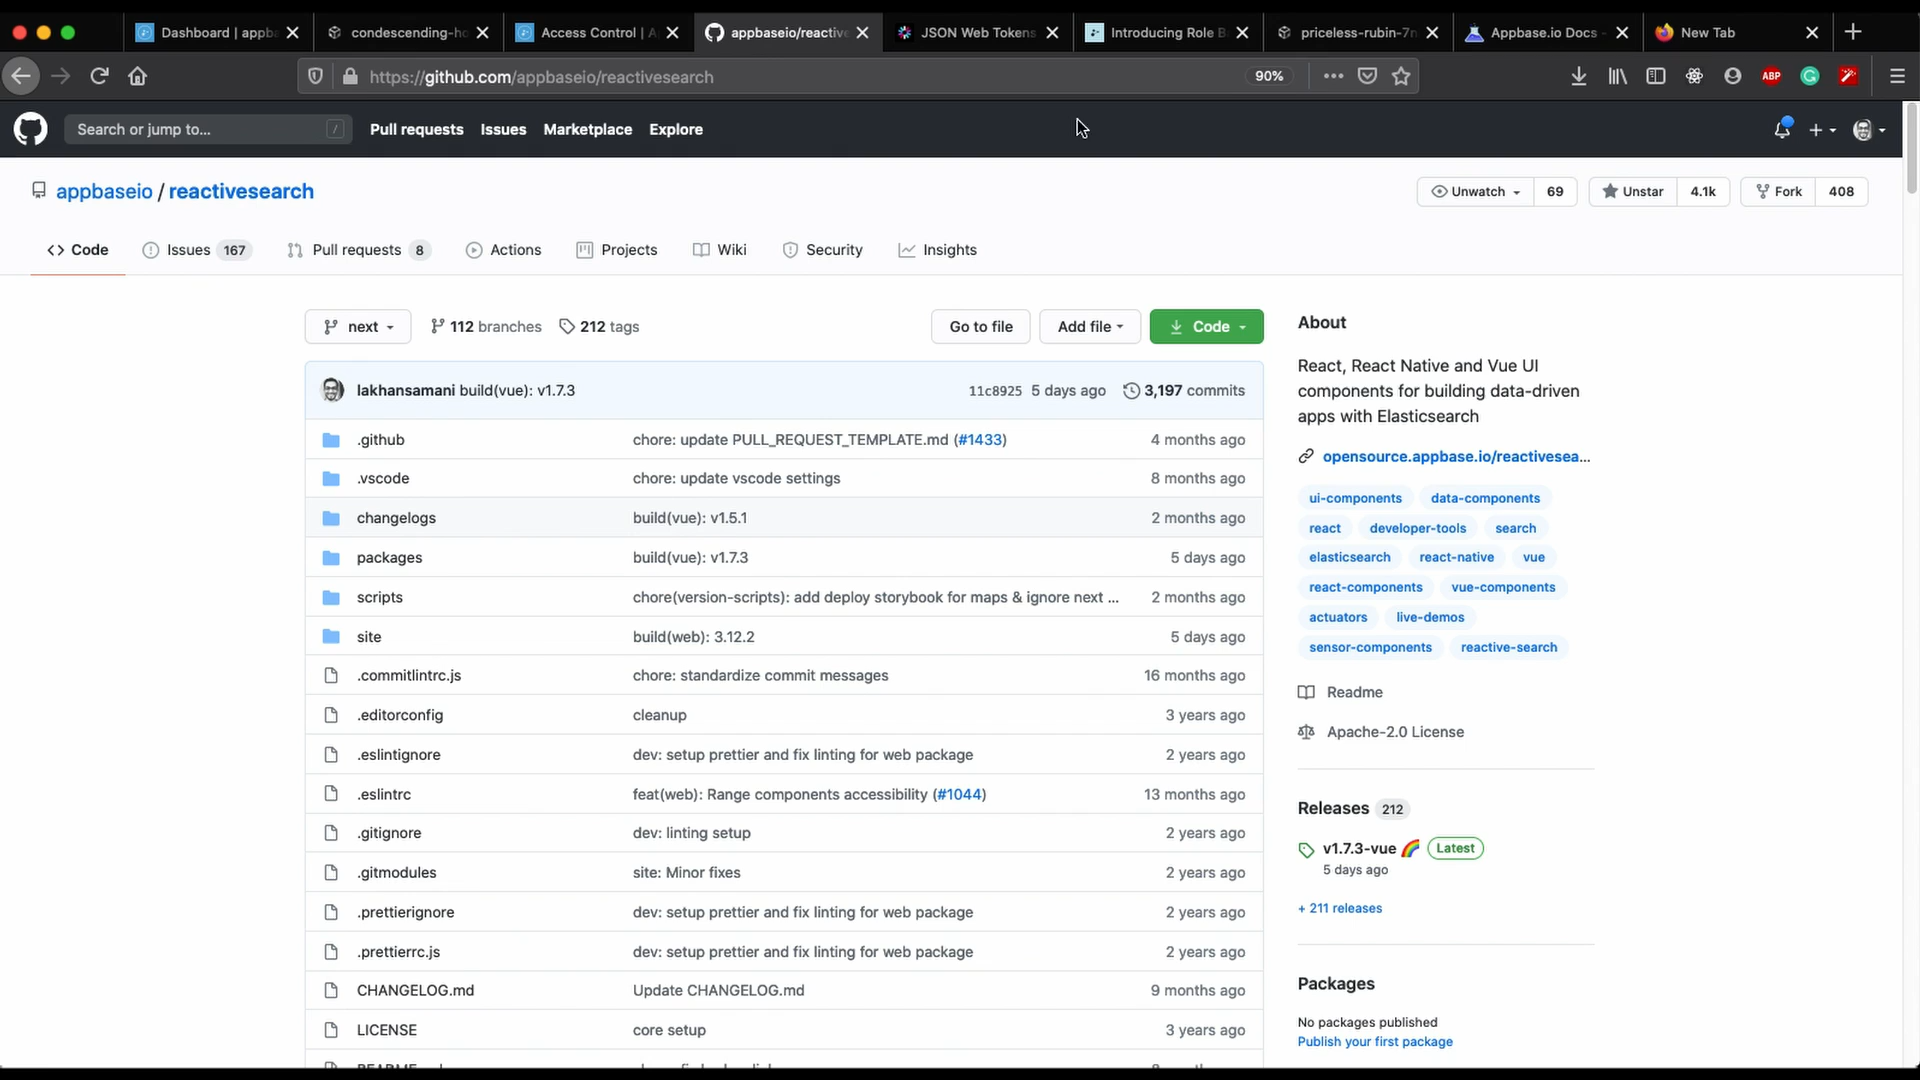 Dashboard | appba
condescending-ho
Access Control | A
appbaseio/reactive
JSON Web Tokens
Introducing Role B
priceless-rubin-7n
Appbase.io Docs -
New Tab
https://github.com/appbaseio/reactivesearch
90%
ABP
Search or jump to...
/
Pull requests
Issues
Marketplace
Explore
appbaseio / reactivesearch
Unwatch
69
Unstar
4.1k
Fork
408
Code
Issues 167
Pull requests 8
Actions
Projects
Wiki
Security
Insights
next
112 branches
212 tags
Go to file
Add file
Code
lakhansamani build(vue): v1.7.3
11c8925 5 days ago
3,197 commits
.github
chore: update PULL_REQUEST_TEMPLATE.md (#1433)
4 months ago
.vscode
chore: update vscode settings
8 months ago
changelogs
build(vue): v1.5.1
2 months ago
packages
build(vue): v1.7.3
5 days ago
scripts
chore(version-scripts): add deploy storybook for maps & ignore next ...
2 months ago
site
build(web): 3.12.2
5 days ago
.commitlintrc.js
chore: standardize commit messages
16 months ago
.editorconfig
cleanup
3 years ago
.eslintignore
dev: setup prettier and fix linting for web package
2 years ago
.eslintrc
feat(web): Range components accessibility (#1044)
13 months ago
.gitignore
dev: linting setup
2 years ago
.gitmodules
site: Minor fixes
2 years ago
.prettierignore
dev: setup prettier and fix linting for web package
2 years ago
.prettierrc.js
dev: setup prettier and fix linting for web package
2 years ago
CHANGELOG.md
Update CHANGELOG.md
9 months ago
LICENSE
core setup
3 years ago
About
React, React Native and Vue UI
components for building data-driven
apps with Elasticsearch
opensource.appbase.io/reactivesea...
ui-components
data-components
react
developer-tools
search
elasticsearch
react-native
vue
react-components
vue-components
actuators
live-demos
sensor-components
reactive-search
Readme
Apache-2.0 License
Releases 212
v1.7.3-vue 🌈 Latest
5 days ago
+ 211 releases
Packages
No packages published
Publish your first package